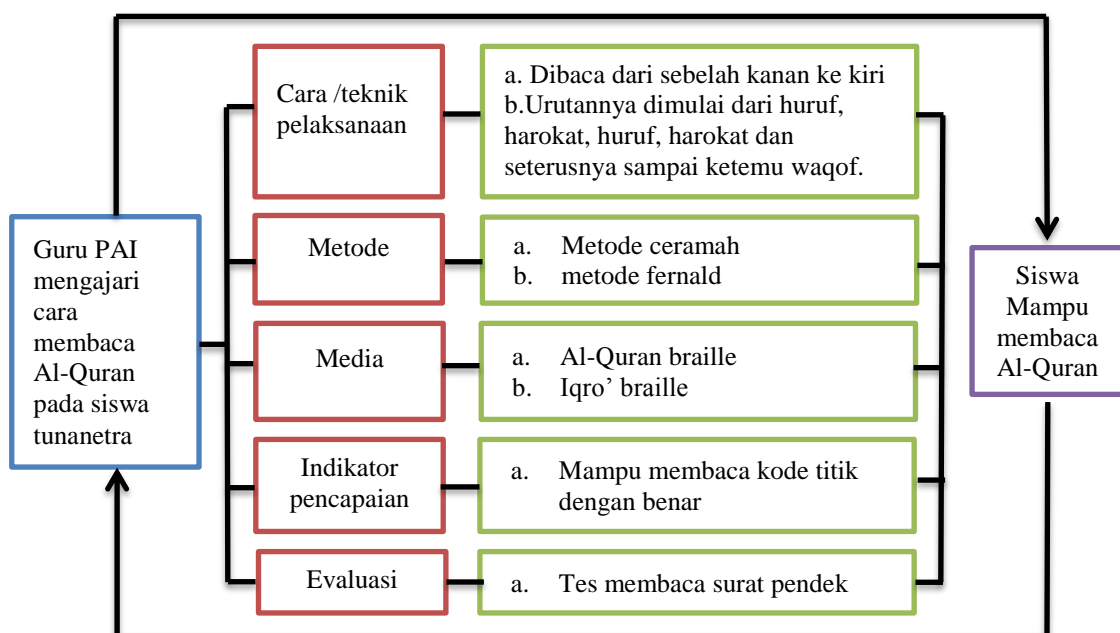 Guru PAI
mengajari
cara
membaca
Al-Quran
pada siswa
tunanetra
Cara /teknik
pelaksanaan
a. Dibaca dari sebelah kanan ke kiri
b.Urutannya dimulai dari huruf,
harokat, huruf, harokat dan
seterusnya sampai ketemu waqof.
Metode
a. Metode ceramah
b. metode fernald
Media
a. Al-Quran braille
b. Iqro’ braille
Indikator
pencapaian
a. Mampu membaca kode titik
dengan benar
Evaluasi
a. Tes membaca surat pendek
Siswa
Mampu
membaca
Al-Quran